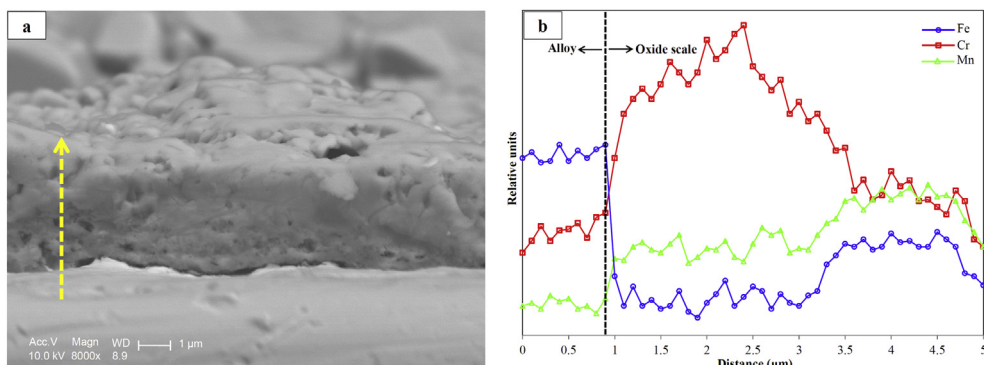 a
Acc.V Magn WD
10.0 kV 8000x 8.9 1 µm
b
Alloy Oxide scale
Fe
Cr
Mn
Relative units
0 0.5 1 1.5 2 2.5 3 3.5 4 4.5 5
Distance (µm)